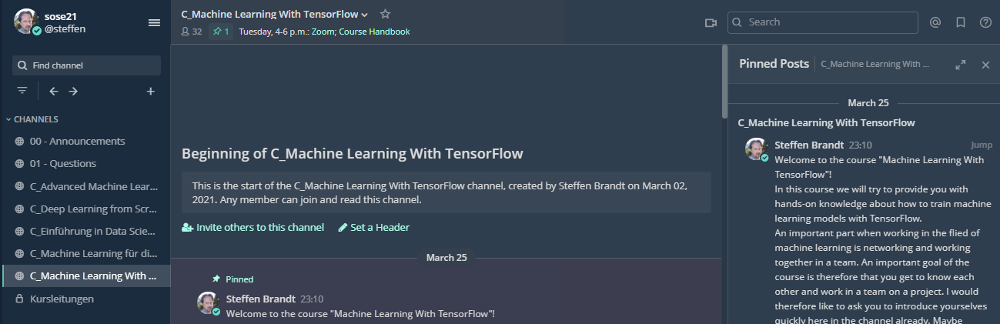 sose21
@steffen
Find channel
CHANNELS
00 - Announcements
01 - Questions
C_Advanced Machine Lear...
C_Deep Learning from Scr...
C_Einführung in Data Scie...
C_Machine Learning für di...
C_Machine Learning With ...
Kursleitungen
C_Machine Learning With TensorFlow
32
1
Tuesday, 4-6 p.m.: Zoom; Course Handbook
Search
Beginning of C_Machine Learning With TensorFlow
This is the start of the C_Machine Learning With TensorFlow channel, created by Steffen Brandt on March 02,
2021. Any member can join and read this channel.
Invite others to this channel
Set a Header
March 25
Pinned
Steffen Brandt 23:10
Welcome to the course "Machine Learning With TensorFlow"!
Pinned Posts
C_Machine Learning With ...
March 25
C_Machine Learning With TensorFlow
Steffen Brandt 23:10
Jump
Welcome to the course "Machine Learning With
TensorFlow"!
In this course we will try to provide you with
hands-on knowledge about how to train machine
learning models with TensorFlow.
An important part when working in the flied of
machine learning is networking and working
together in a team. An important goal of the
course is therefore that you get to know each
other and work in a team on a project. I would
therefore like to ask you to introduce yourselves
quickly here in the channel already. Maybe